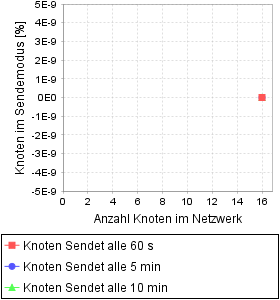 5E-9
4E-9
3E-9
2E-9
1E-9
0E0
-1E-9
-2E-9
-3E-9
-4E-9
-5E-9
Knoten im Sendemodus [%]
0 2 4 6 8 10 12 14 16
Anzahl Knoten im Netzwerk
Knoten Sendet alle 60 s
Knoten Sendet alle 5 min
Knoten Sendet alle 10 min